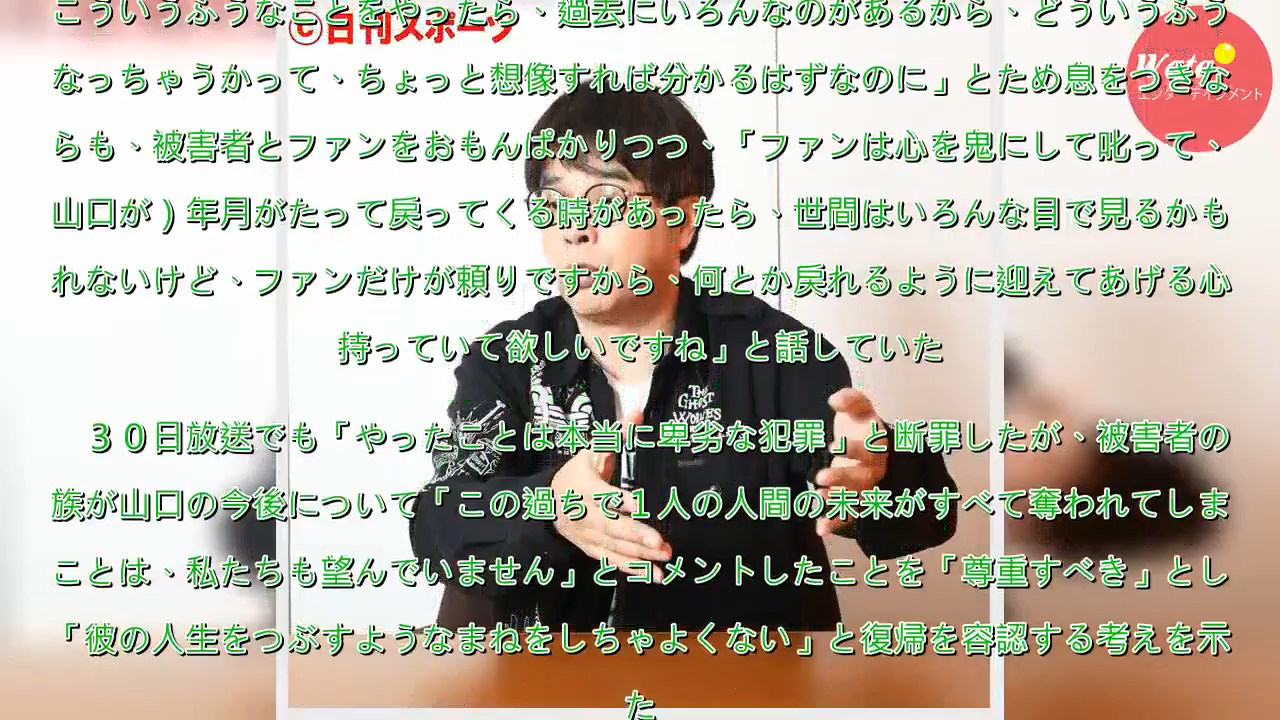 こういうふうなことをやったら、過去にいろんなのがあるから、どういうふう
©日刊スポーツ
なっちゃうかって、ちょっと想像すれば分かるはずなのに」とため息をつきな
エンターテインメント
らも、被害者とファンをおもんぱかりつつ、「ファンは心を鬼にして叱って、
山口が）年月がたって戻ってくる時があったら、世間はいろんな目で見るかも
れないけど、ファンだけが頼りですから、何とか戻れるように迎えてあげる心
持っていて欲しいですね」と話していた
THE GHOST WOLVES
３０日放送でも「やったことは本当に卑劣な犯罪」と断罪したが、被害者の
族が山口の今後について「この過ちで１人の人間の未来がすべて奪われてしま
ことは、私たちも望んでいません」とコメントしたことを「尊重すべき」とし
「彼の人生をつぶすようなまねをしちゃよくない」と復帰を容認する考えを示
た